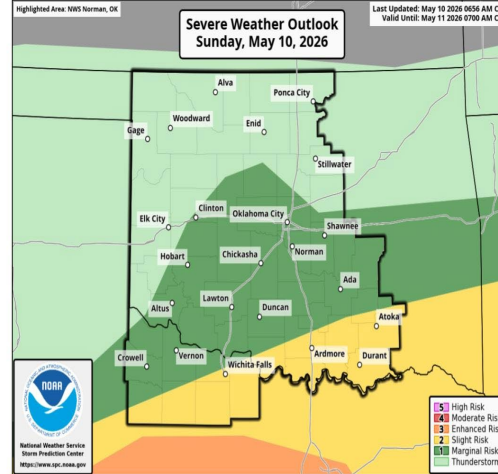 Highlighted Area: NWS Norman, OK
Severe Weather Outlook
Sunday, May 10, 2026
Last Updated: May 10 2026 0656 AM C
Valid Until: May 11 2026 0700 AM C
Alva
Ponca City
Woodward
Enid
Gage
Stillwater
Clinton
Oklahoma City
Elk City
Shawnee
Norman
Hobart
Chickasha
Ada
Lawton
Altus
Duncan
Atoka
Vernon
Crowell
Ardmore
Durant
Wichita Falls
NOAA
National Weather Service
Storm Prediction Center
https://www.spc.noaa.gov
5 High Risk
4 Moderate Ris
3 Enhanced Ris
2 Slight Risk
1 Marginal Risk
Thunderstorm